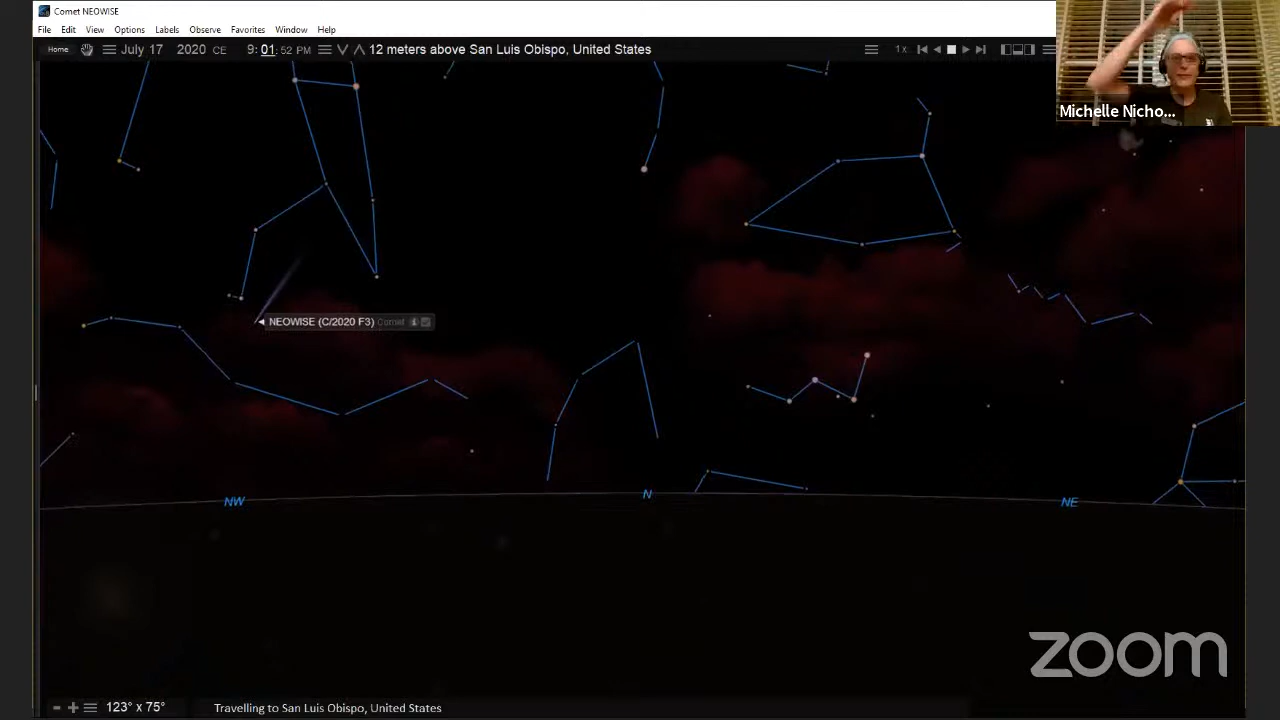 Comet NEOWISE
File Edit View Options Labels Observe Favorites Window Help
Home July 17 2020 CE 9:01:52 PM 12 meters above San Luis Obispo, United States 1x
Michelle Nicho...
NEOWISE (C/2020 F3) Comet
NW N NE
zoom
123° x 75° Travelling to San Luis Obispo, United States